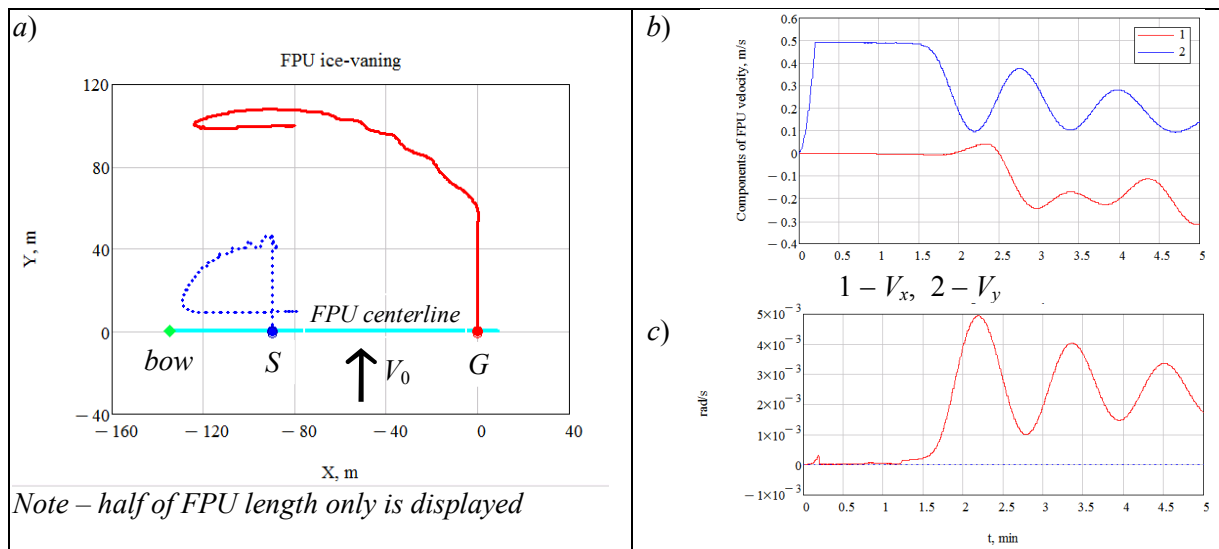 a)
FPU ice-vaning
120
80
40
0
−40
−160
−120
−80
−40
0
40
Y, m
X, m
FPU centerline
bow
S
V0
G
Note – half of FPU length only is displayed
b)
0.6
0.5
0.4
0.3
0.2
0.1
0
−0.1
−0.2
−0.3
−0.4
Components of FPU velocity, m/s
1
2
0 0.5 1 1.5 2 2.5 3 3.5 4 4.5 5
1 – Vx, 2 – Vy
c)
5×10⁻³
4×10⁻³
3×10⁻³
2×10⁻³
1×10⁻³
0
−1×10⁻³
rad/s
0 0.5 1 1.5 2 2.5 3 3.5 4 4.5 5
t, min